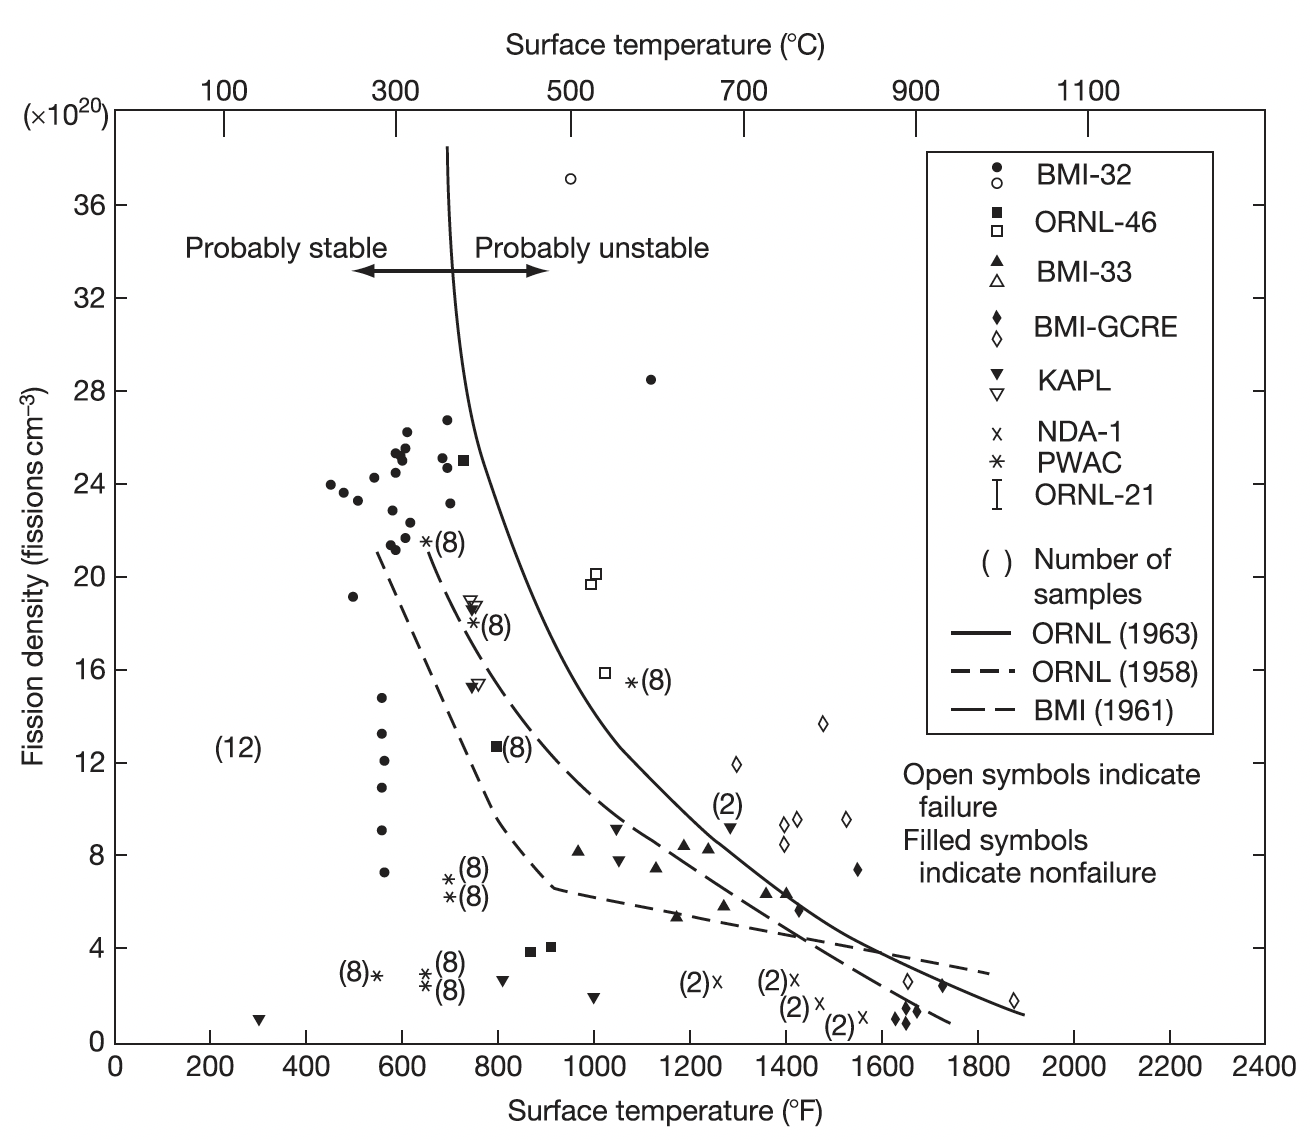 Surface temperature (°C)
100 300 500 700 900 1100
(×10²⁰)
36
32
28
24
20
16
12
8
4
0
Fission density (fissions cm⁻³)
Probably stable
Probably unstable
BMI-32
ORNL-46
BMI-33
BMI-GCRE
KAPL
NDA-1
PWAC
ORNL-21
( ) Number of
samples
ORNL (1963)
ORNL (1958)
BMI (1961)
Open symbols indicate
failure
Filled symbols
indicate nonfailure
(8)
(8)
(8)
(12)
(8)
(2)
(8)
(8)
(8)
(8)
(8)
(2)
(2)
(2)
(2)
0 200 400 600 800 1000 1200 1400 1600 1800 2000 2200 2400
Surface temperature (°F)